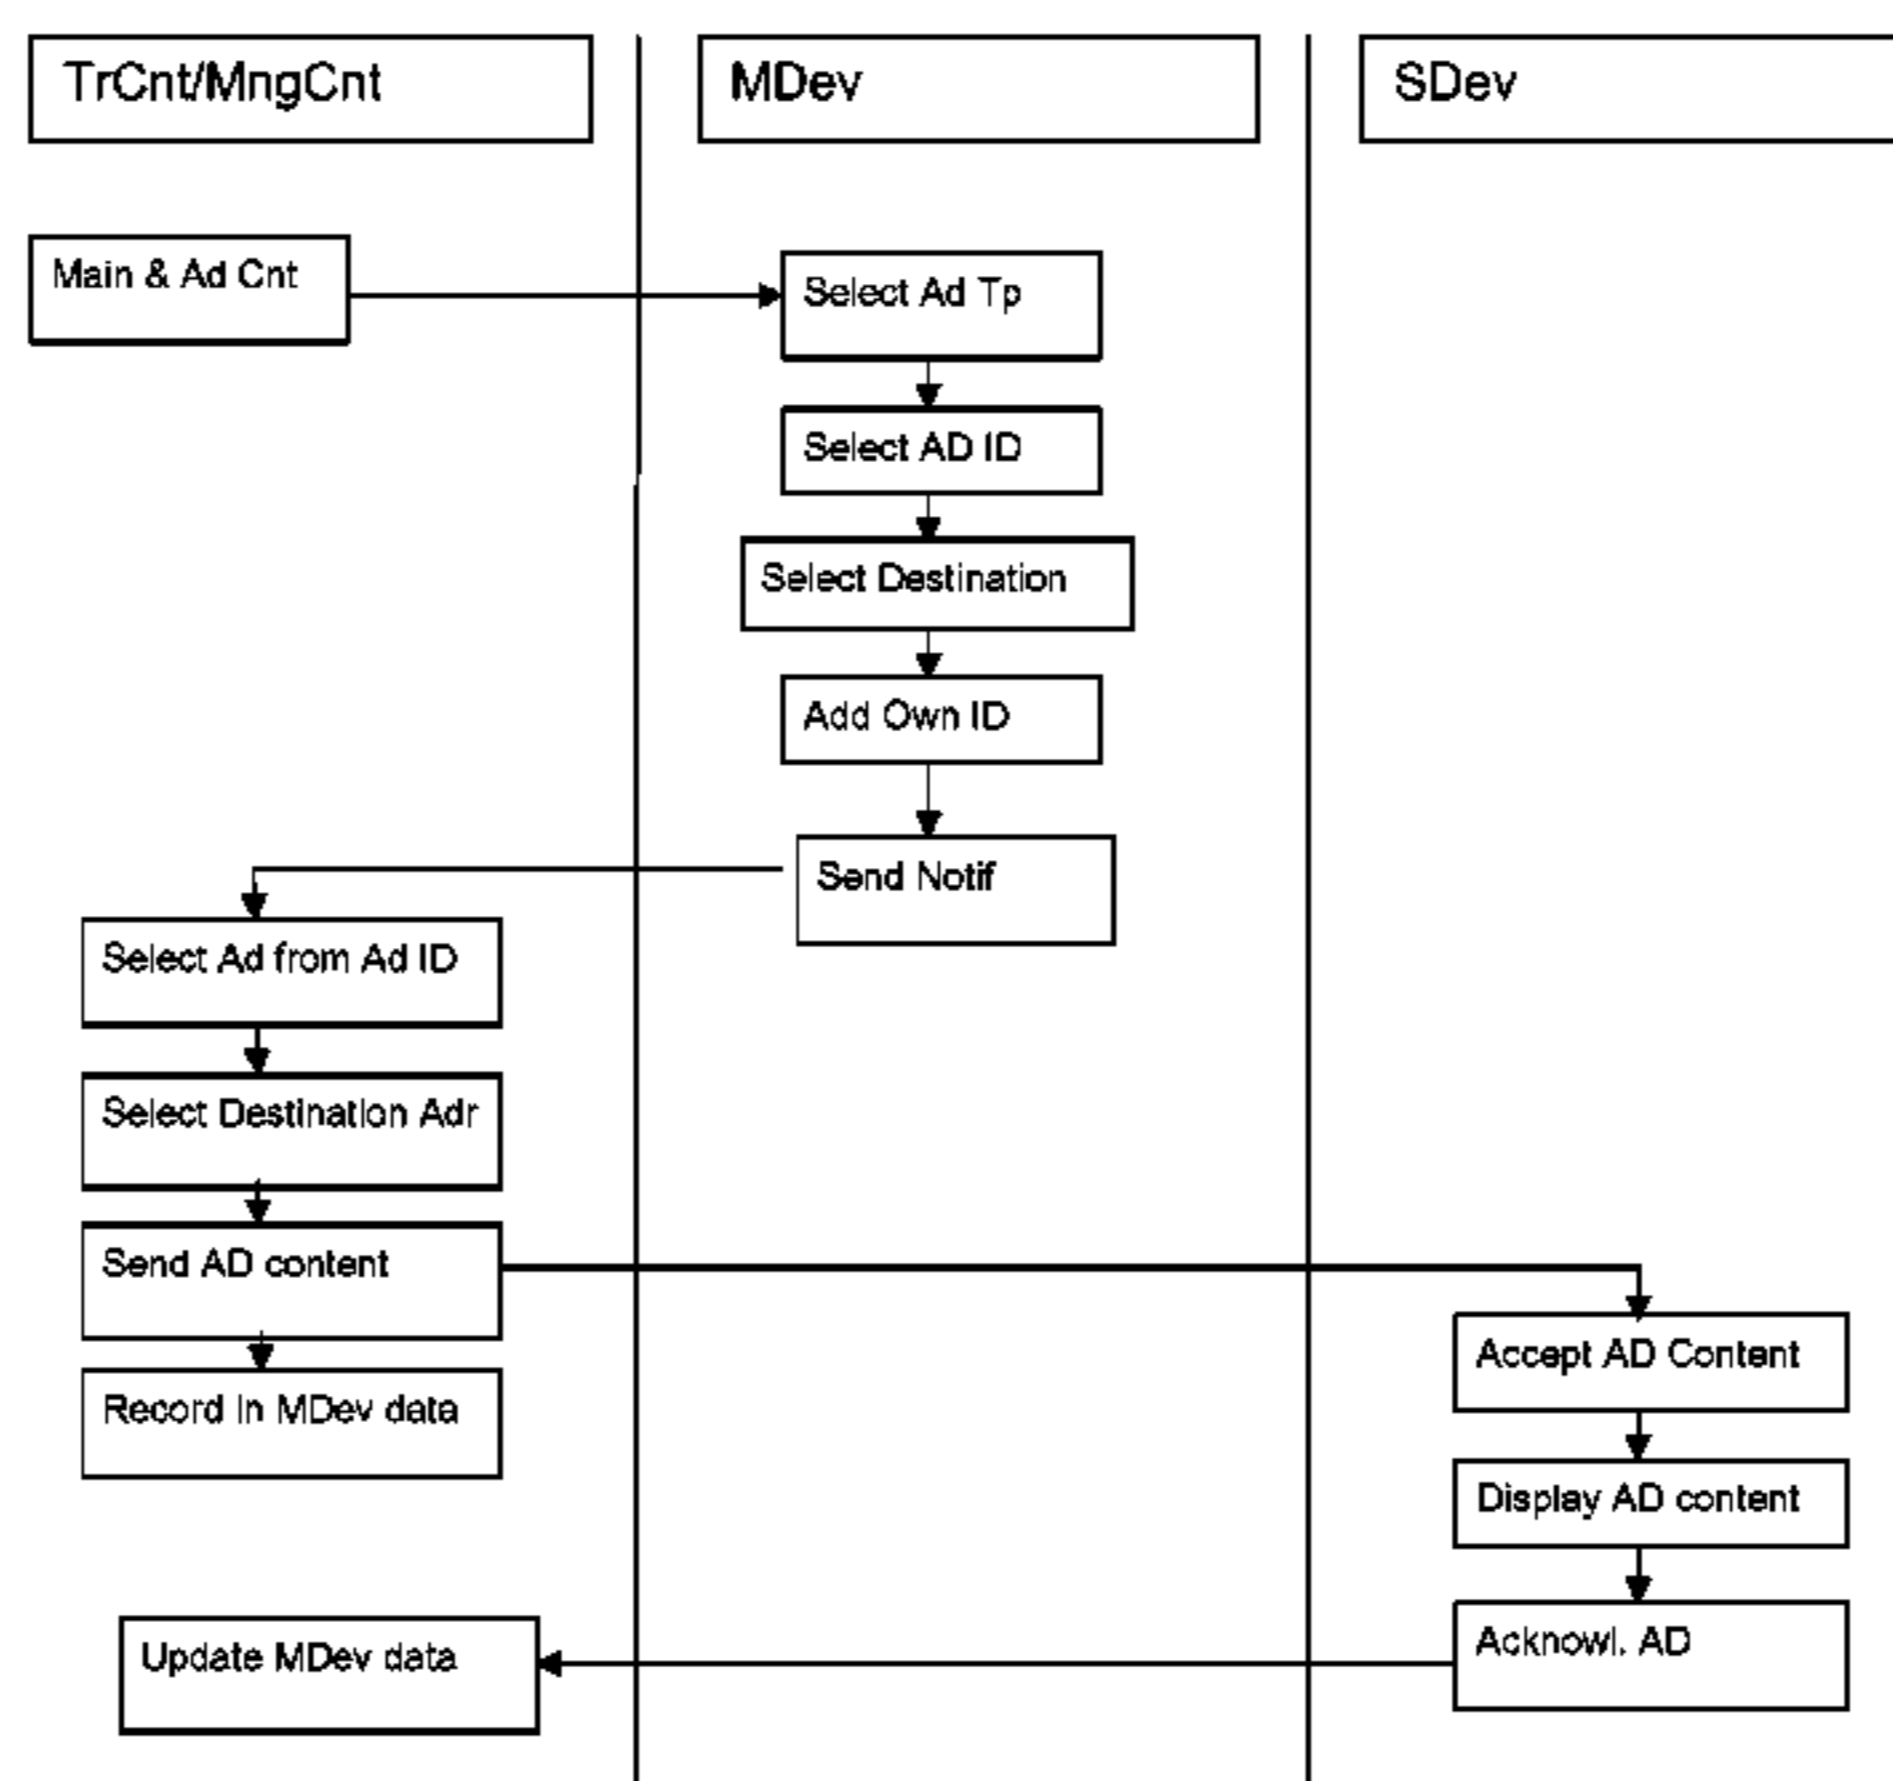 TrCnt/MngCnt
MDev
SDev
Main & Ad Cnt
Select Ad Tp
Select AD ID
Select Destination
Add Own ID
Send Notif
Select Ad from Ad ID
Select Destination Adr
Send AD content
Record in MDev data
Accept AD Content
Display AD content
Acknowl. AD
Update MDev data